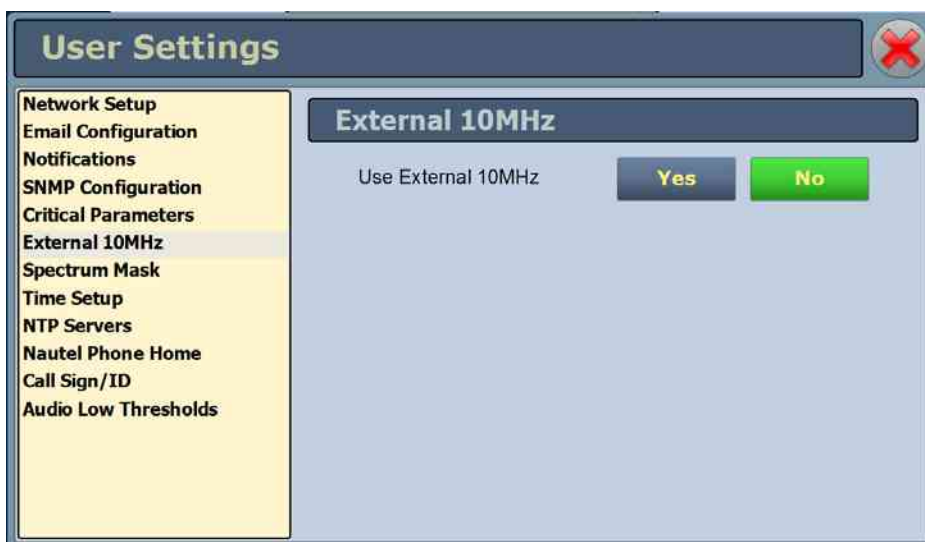 User Settings
Network Setup
Email Configuration
Notifications
SNMP Configuration
Critical Parameters
External 10MHz
Spectrum Mask
Time Setup
NTP Servers
Nautel Phone Home
Call Sign/ID
Audio Low Thresholds
External 10MHz
Use External 10MHz Yes No